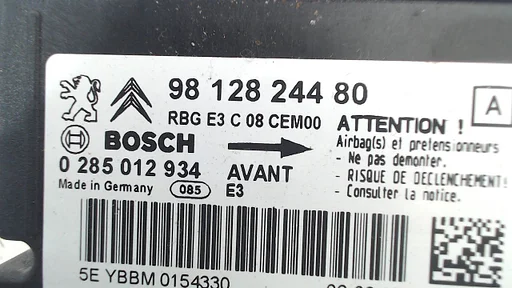 98 128 244 80
A
RBG E3 C 08 CEM00
ATTENTION !
BOSCH
Airbag(s) et pretensionneurs
- Ne pas demonter.
0 285 012 934
AVANT
- RISQUE DE DECLENCHEMENT!
Made in Germany
085
E3
- Consulter la notice.
5E YBBM 0154330